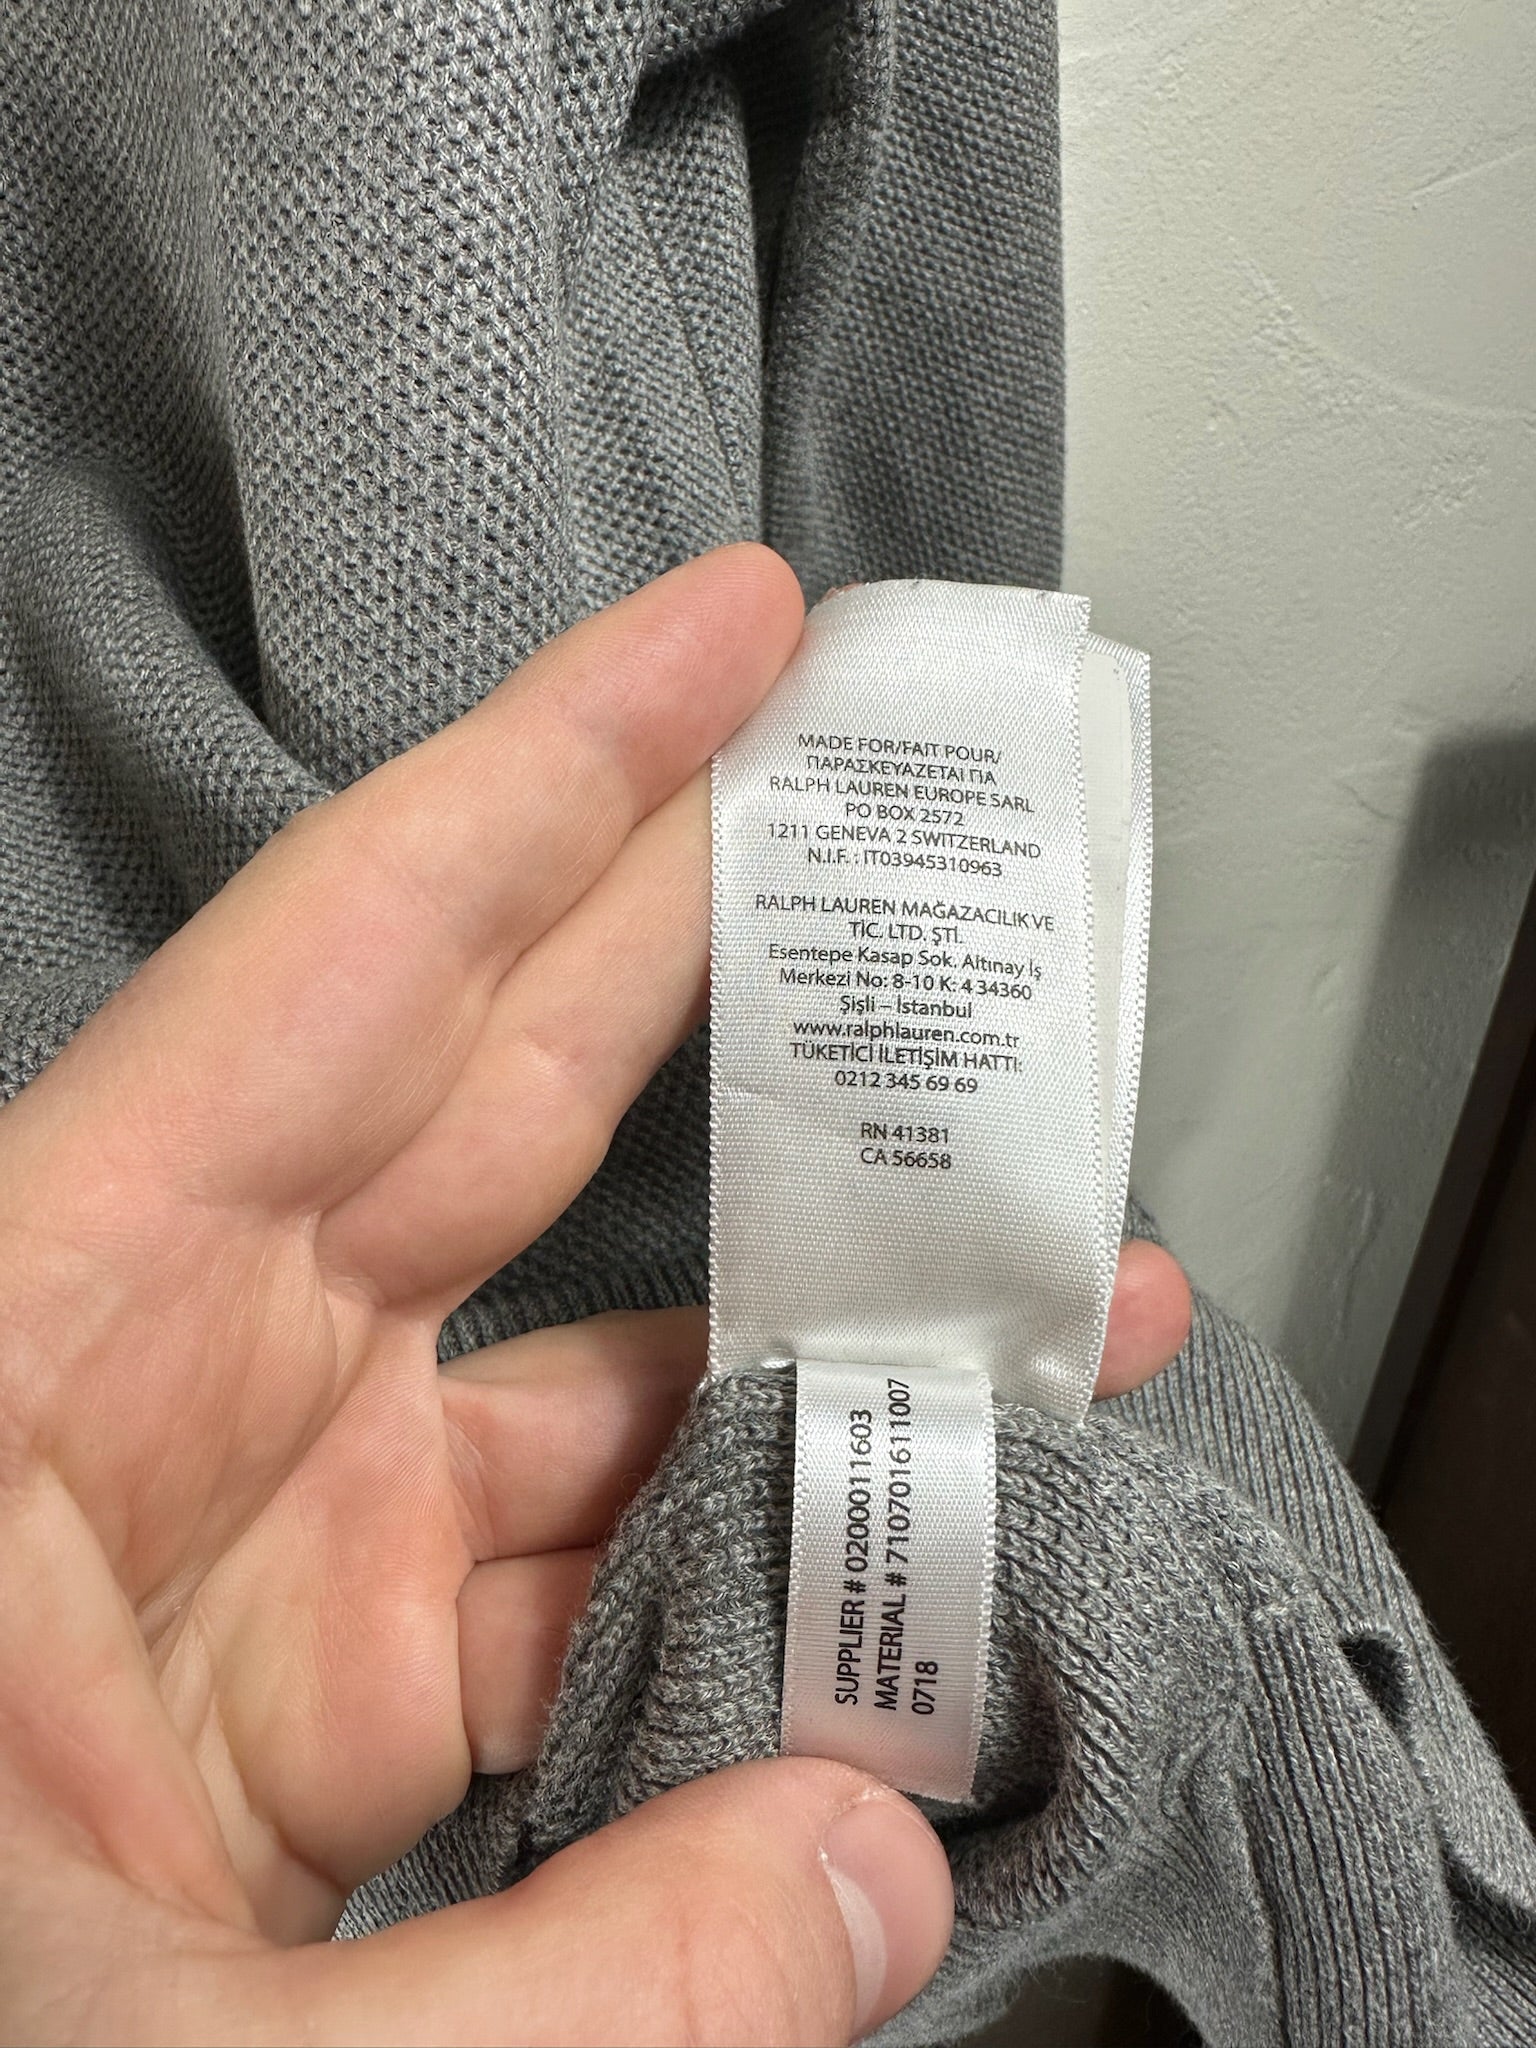 MADE FOR/FAIT POUR/
ΠΑΡΑΣΚΕΥΑΖΕΤΑΙ ΓΙΑ
RALPH LAUREN EUROPE SARL
PO BOX 2572
1211 GENEVA 2 SWITZERLAND
N.I.F. : IT03945310963
RALPH LAUREN MAĞAZACILIK VE
TİC. LTD. ŞTİ.
Esentepe Kasap Sok. Altınay İş
Merkezi No: 8-10 K: 4 34360
Şişli – İstanbul
www.ralphlauren.com.tr
TÜKETİCİ İLETİŞİM HATTI:
0212 345 69 69
RN 41381
CA 56658
SUPPLIER # 0200011603
MATERIAL # 710701611007
0718